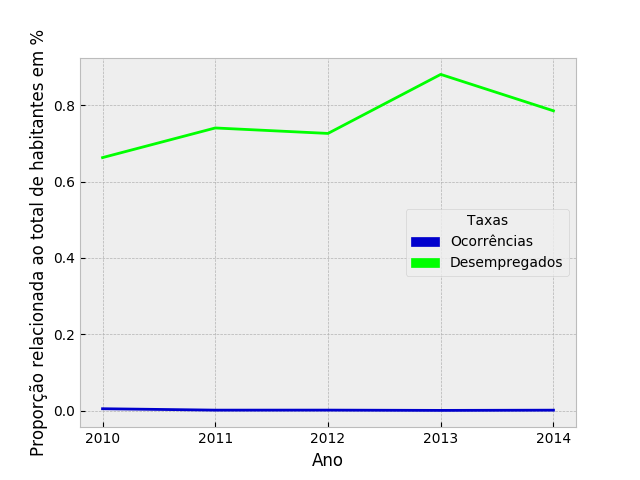 Proporção relacionada ao total de habitantes em %
0.8
0.6
0.4
0.2
0.0
Taxas
Ocorrências
Desempregados
2010 2011 2012 2013 2014
Ano